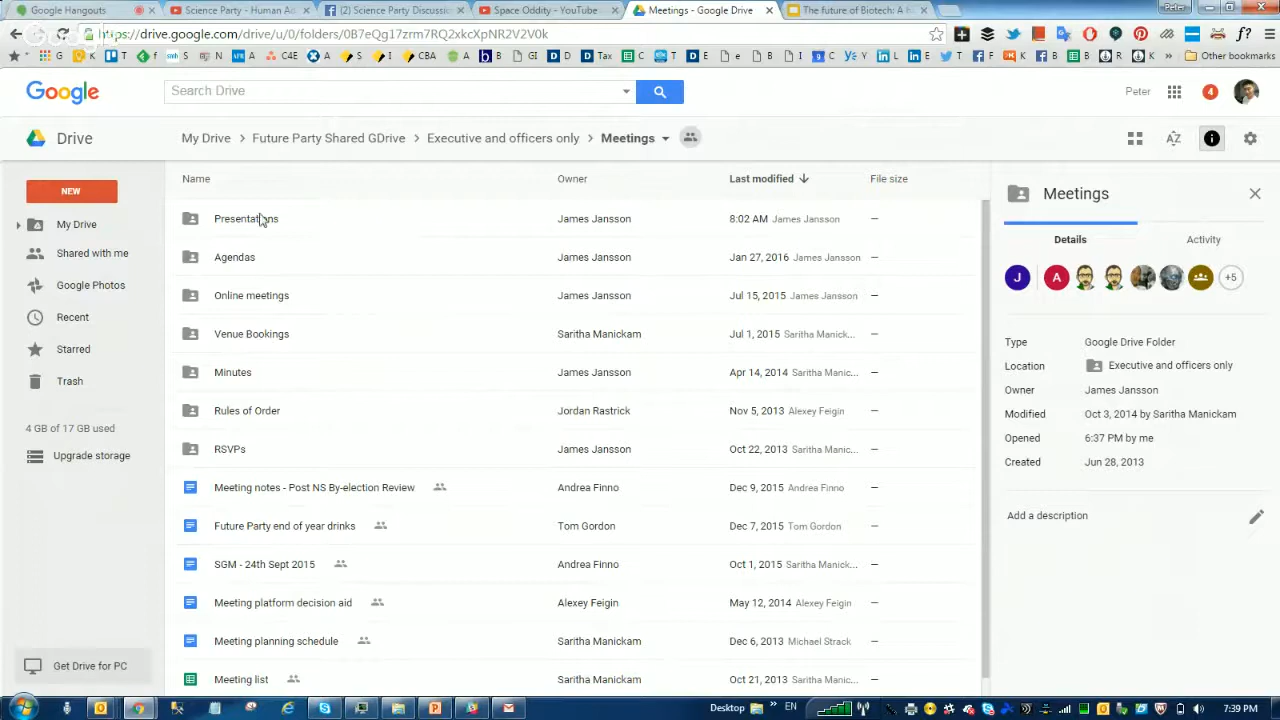 Google Hangouts
Science Party - Human Ad
(2) Science Party Discussio
Space Oddity - YouTube
Meetings - Google Drive
The future of Biotech: A h
Peter
https://drive.google.com/drive/u/0/folders/0B7eQg17zrm7RQ2xkcXpNR2V2V0k
Other bookmarks
Google
Search Drive
Peter
4
Drive
My Drive
Future Party Shared GDrive
Executive and officers only
Meetings
NEW
My Drive
Shared with me
Google Photos
Recent
Starred
Trash
4 GB of 17 GB used
Upgrade storage
Get Drive for PC
Name Owner Last modified File size
Presentations James Jansson 8:02 AM James Jansson —
Agendas James Jansson Jan 27, 2016 James Jansson —
Online meetings James Jansson Jul 15, 2015 James Jansson —
Venue Bookings Saritha Manickam Jul 1, 2015 Saritha Manick... —
Minutes James Jansson Apr 14, 2014 Saritha Manic... —
Rules of Order Jordan Rastrick Nov 5, 2013 Alexey Feigin —
RSVPs James Jansson Oct 22, 2013 Saritha Manick... —
Meeting notes - Post NS By-election Review Andrea Finno Dec 9, 2015 Andrea Finno —
Future Party end of year drinks Tom Gordon Dec 7, 2015 Tom Gordon —
SGM - 24th Sept 2015 Andrea Finno Oct 1, 2015 Saritha Manick... —
Meeting platform decision aid Alexey Feigin May 12, 2014 Alexey Feigin —
Meeting planning schedule Saritha Manickam Dec 6, 2013 Michael Strack —
Meeting list Saritha Manickam Oct 21, 2013 Saritha Manick... —
Meetings
Details Activity
J A +5
Type Google Drive Folder
Location Executive and officers only
Owner James Jansson
Modified Oct 3, 2014 by Saritha Manickam
Opened 6:37 PM by me
Created Jun 28, 2013
Add a description
Desktop
EN
7:39 PM